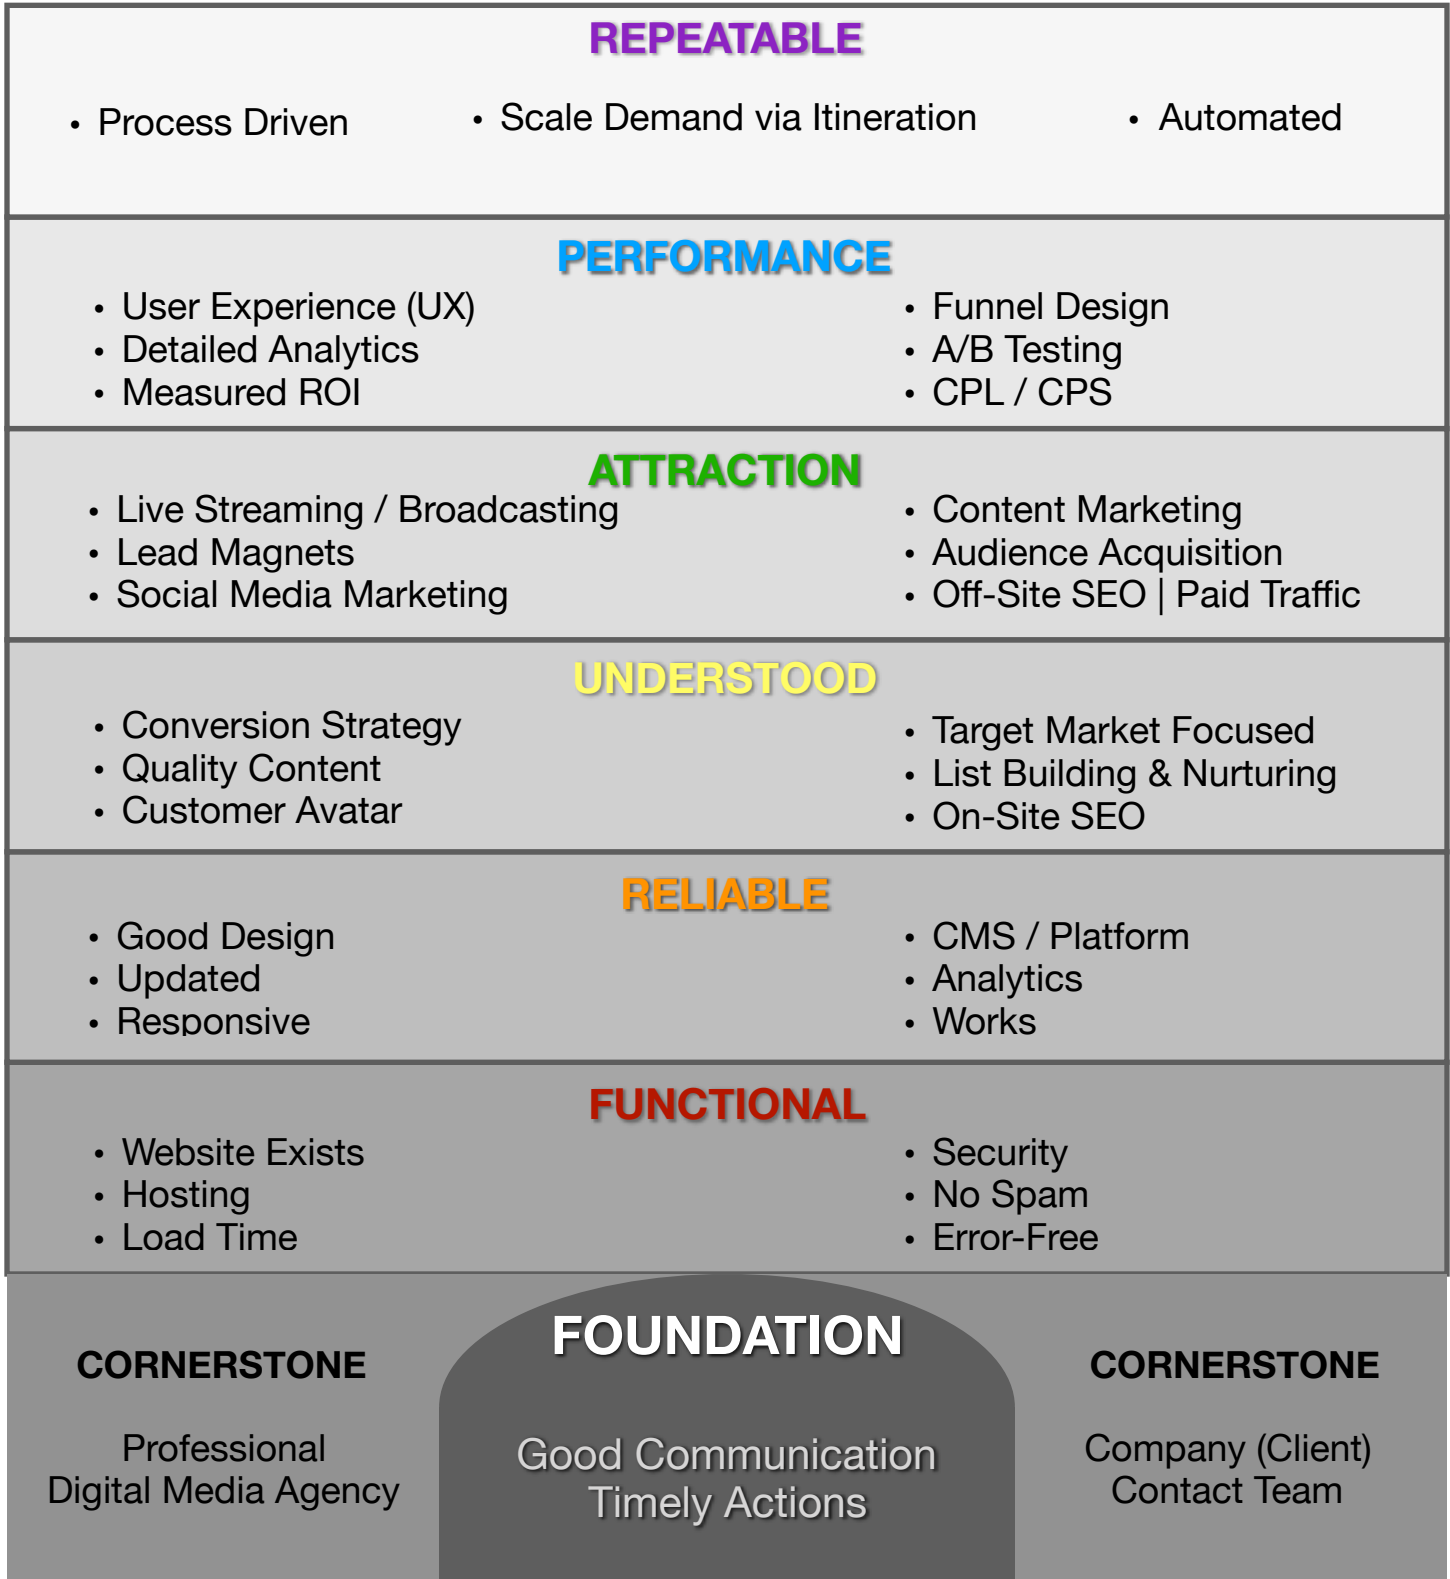 REPEATABLE
• Process Driven
• Scale Demand via Itineration
• Automated
PERFORMANCE
• User Experience (UX)
• Detailed Analytics
• Measured ROI
• Funnel Design
• A/B Testing
• CPL / CPS
ATTRACTION
• Live Streaming / Broadcasting
• Lead Magnets
• Social Media Marketing
• Content Marketing
• Audience Acquisition
• Off-Site SEO | Paid Traffic
UNDERSTOOD
• Conversion Strategy
• Quality Content
• Customer Avatar
• Target Market Focused
• List Building & Nurturing
• On-Site SEO
RELIABLE
• Good Design
• Updated
• Responsive
• CMS / Platform
• Analytics
• Works
FUNCTIONAL
• Website Exists
• Hosting
• Load Time
• Security
• No Spam
• Error-Free
CORNERSTONE
Professional
Digital Media Agency
FOUNDATION
Good Communication
Timely Actions
CORNERSTONE
Company (Client)
Contact Team